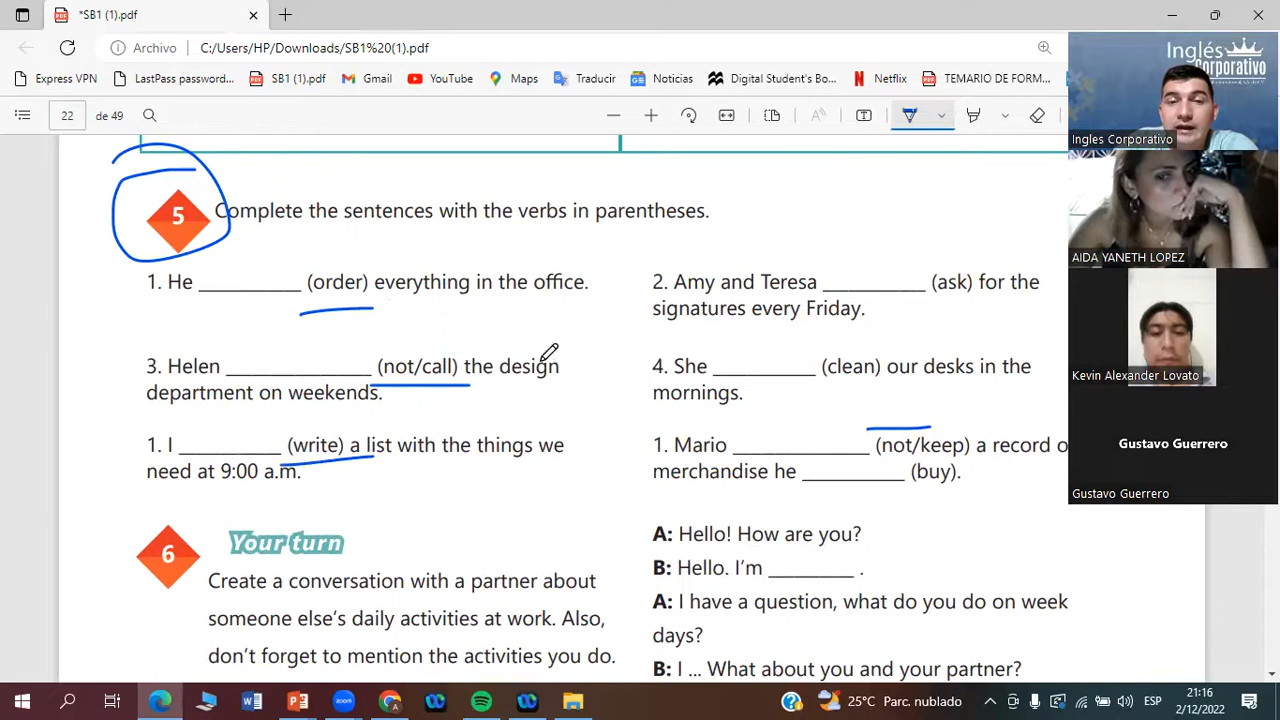 *SB1 (1).pdf
Archivo C:/Users/HP/Downloads/SB1%20(1).pdf
Express VPN LastPass password... SB1 (1).pdf Gmail YouTube Maps Traducir Noticias Digital Student's Bo... Netflix TEMARIO DE FORM...
22 de 49
Inglés
Corporativo
Ingles Corporativo
AIDA YANETH LOPEZ
Kevin Alexander Lovato
Gustavo Guerrero
Gustavo Guerrero
5 Complete the sentences with the verbs in parentheses.
1. He __________ (order) everything in the office.
2. Amy and Teresa __________ (ask) for the
signatures every Friday.
3. Helen ______________ (not/call) the design
department on weekends.
4. She __________ (clean) our desks in the
mornings.
1. I __________ (write) a list with the things we
need at 9:00 a.m.
1. Mario _____________ (not/keep) a record o
merchandise he __________ (buy).
6 Your turn
Create a conversation with a partner about
someone else's daily activities at work. Also,
don't forget to mention the activities you do.
A: Hello! How are you?
B: Hello. I'm ________ .
A: I have a question, what do you do on week
days?
B: I ... What about you and your partner?
25°C Parc. nublado ESP 21:16
2/12/2022